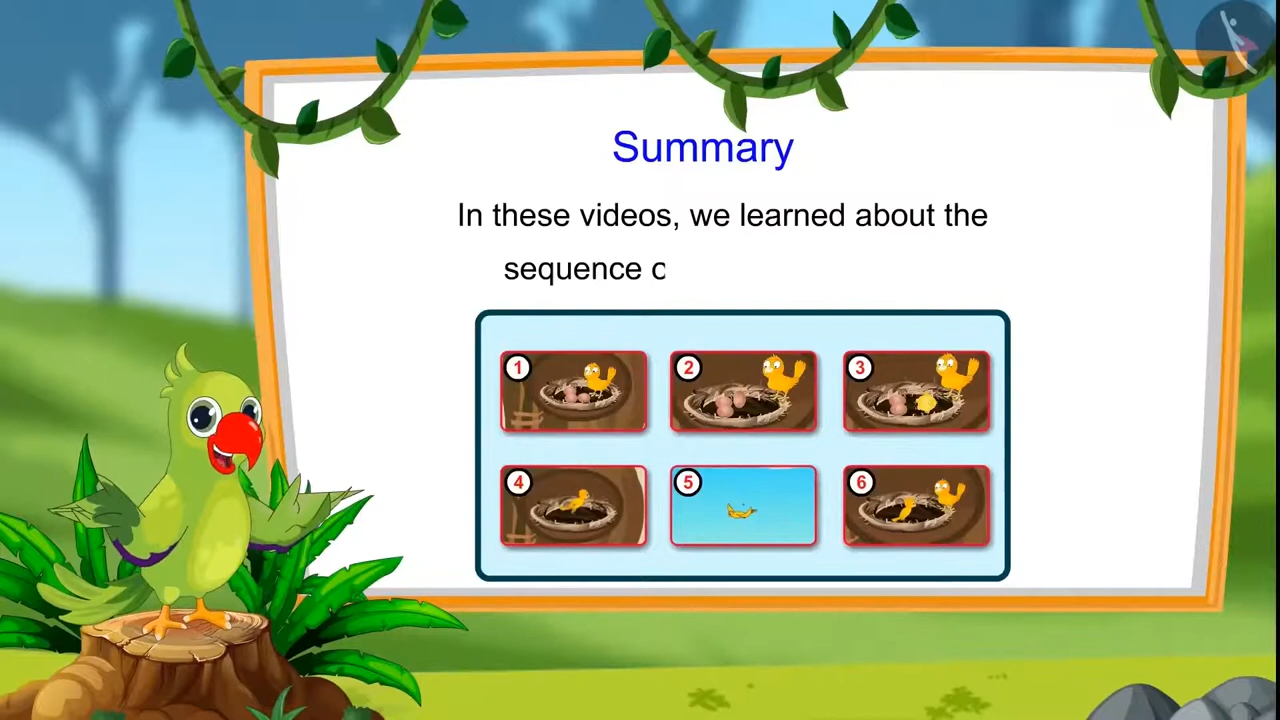 Summary
In these videos, we learned about the
sequence
1 2 3
4 5 6